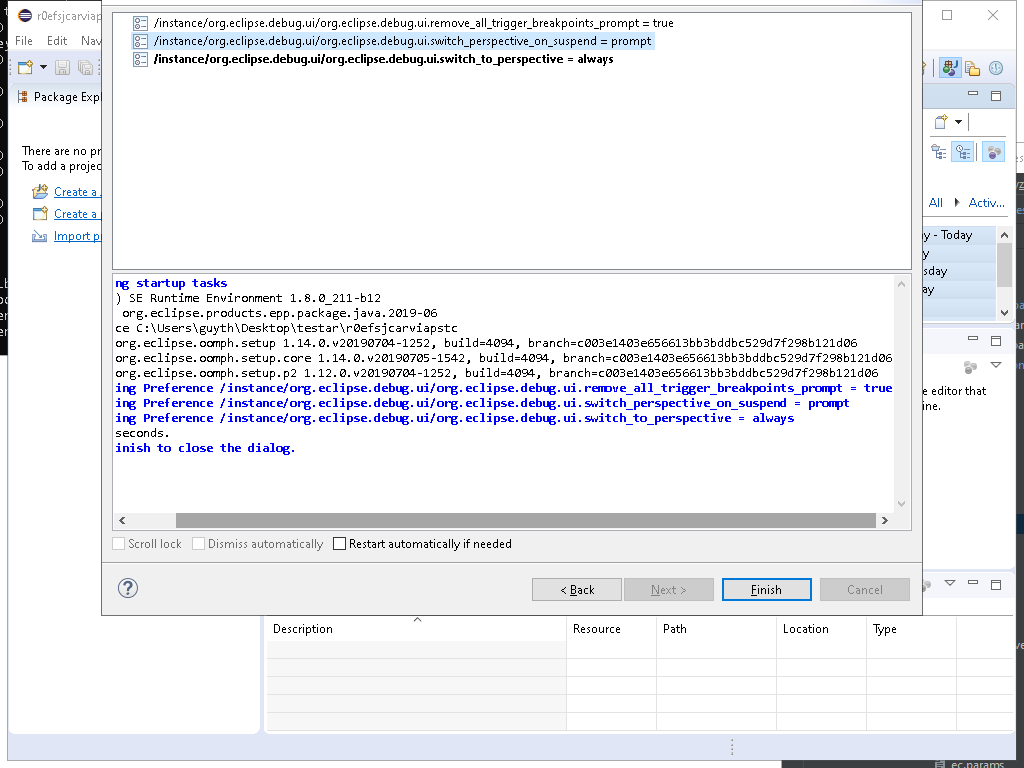 r0efsjcarviap
/instance/org.eclipse.debug.ui/org.eclipse.debug.ui.remove_all_trigger_breakpoints_prompt = true
/instance/org.eclipse.debug.ui/org.eclipse.debug.ui.switch_perspective_on_suspend = prompt
/instance/org.eclipse.debug.ui/org.eclipse.debug.ui.switch_to_perspective = always
File Edit Nav
Package Expl
There are no pr
To add a projec
Create a
Create a
Import p
All Activ...
y - Today
y
sday
ay
e editor that
ine.
ng startup tasks
) SE Runtime Environment 1.8.0_211-b12
org.eclipse.products.epp.package.java.2019-06
ce C:\Users\guyth\Desktop\testar\r0efsjcarviapstc
org.eclipse.oomph.setup 1.14.0.v20190704-1252, build=4094, branch=c003e1403e656613bb3bddbc529d7f298b121d06
org.eclipse.oomph.setup.core 1.14.0.v20190705-1542, build=4094, branch=c003e1403e656613bb3bddbc529d7f298b121d06
org.eclipse.oomph.setup.p2 1.12.0.v20190704-1252, build=4094, branch=c003e1403e656613bb3bddbc529d7f298b121d06
ing Preference /instance/org.eclipse.debug.ui/org.eclipse.debug.ui.remove_all_trigger_breakpoints_prompt = true
ing Preference /instance/org.eclipse.debug.ui/org.eclipse.debug.ui.switch_perspective_on_suspend = prompt
ing Preference /instance/org.eclipse.debug.ui/org.eclipse.debug.ui.switch_to_perspective = always
seconds.
inish to close the dialog.
Scroll lock Dismiss automatically Restart automatically if needed
< Back Next > Finish Cancel
Description Resource Path Location Type
ec.params